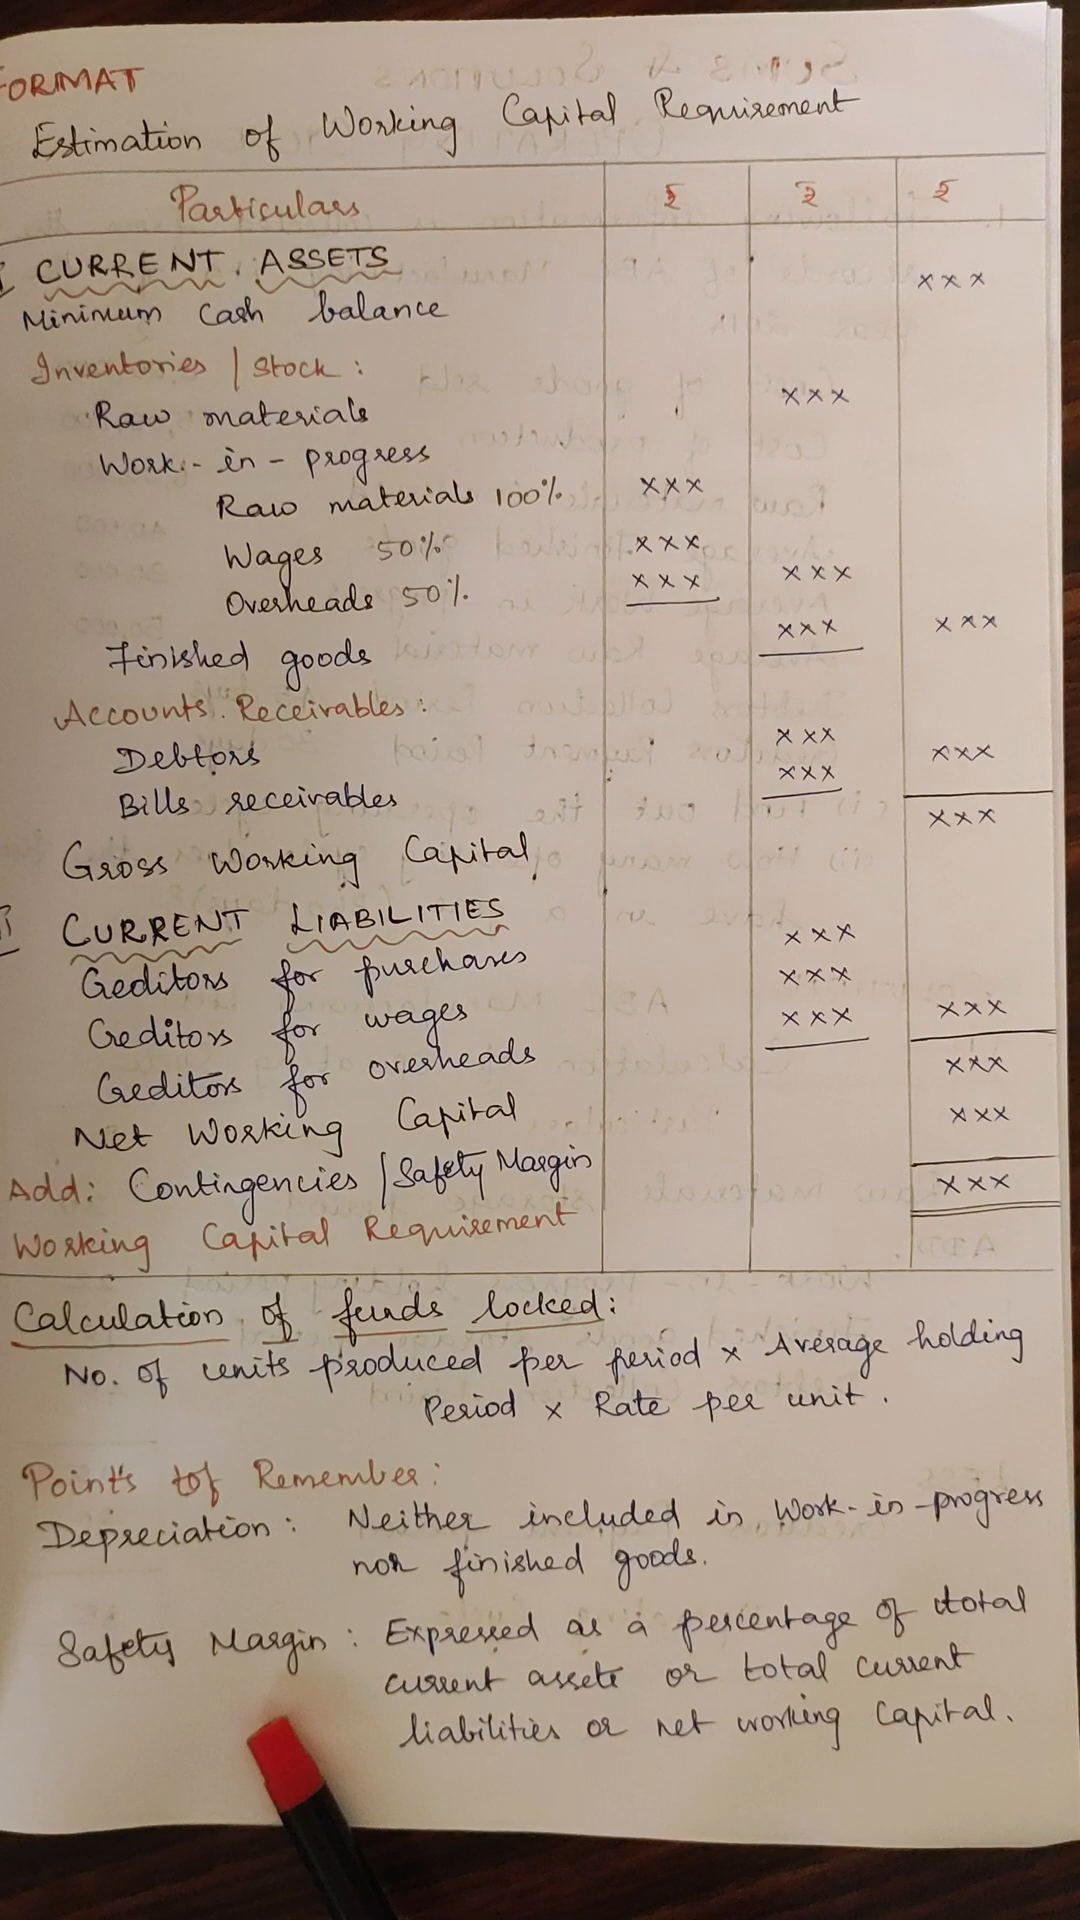 FORMAT
Estimation of Working Capital Requirement
Particulars ₹ ₹ ₹
I CURRENT ASSETS
Minimum Cash balance xxx
Inventories / Stock :
Raw materials xxx
Work-in-progress
Raw materials 100% xxx
Wages 50% xxx
Overheads 50% xxx xxx
Finished goods xxx xxx
Accounts Receivables :
Debtors xxx
Bills receivables xxx xxx
Gross Working Capital xxx
II CURRENT LIABILITIES
Creditors for purchases xxx
Creditors for wages xxx
Creditors for overheads xxx xxx
Net Working Capital xxx
Add: Contingencies / Safety Margin xxx
Working Capital Requirement xxx
Calculation of funds locked:
No. of units produced per period x Average holding
Period x Rate per unit.
Points tof Remember:
Depreciation : Neither included in Work-in-progress
nor finished goods.
Safety Margin : Expressed as a percentage of total
current assets or total current
liabilities or net working Capital.